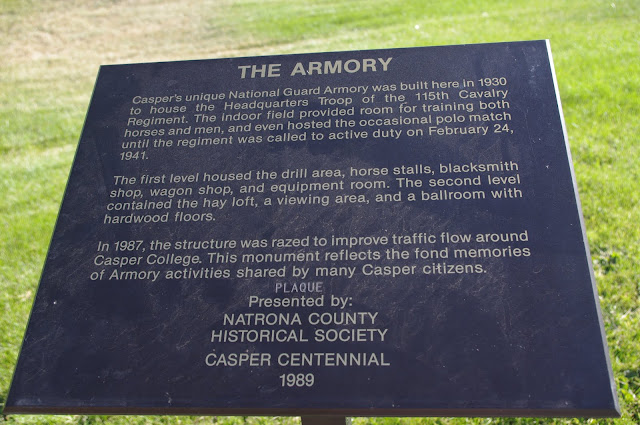 THE ARMORY
Casper's unique National Guard Armory was built here in 1930
to house the Headquarters Troop of the 115th Cavalry
Regiment. The indoor field provided room for training both
horses and men, and even hosted the occasional polo match
until the regiment was called to active duty on February 24,
1941.
The first level housed the drill area, horse stalls, blacksmith
shop, wagon shop, and equipment room. The second level
contained the hay loft, a viewing area, and a ballroom with
hardwood floors.
In 1987, the structure was razed to improve traffic flow around
Casper College. This monument reflects the fond memories
of Armory activities shared by many Casper citizens.
PLAQUE
Presented by:
NATRONA COUNTY
HISTORICAL SOCIETY
CASPER CENTENNIAL
1989